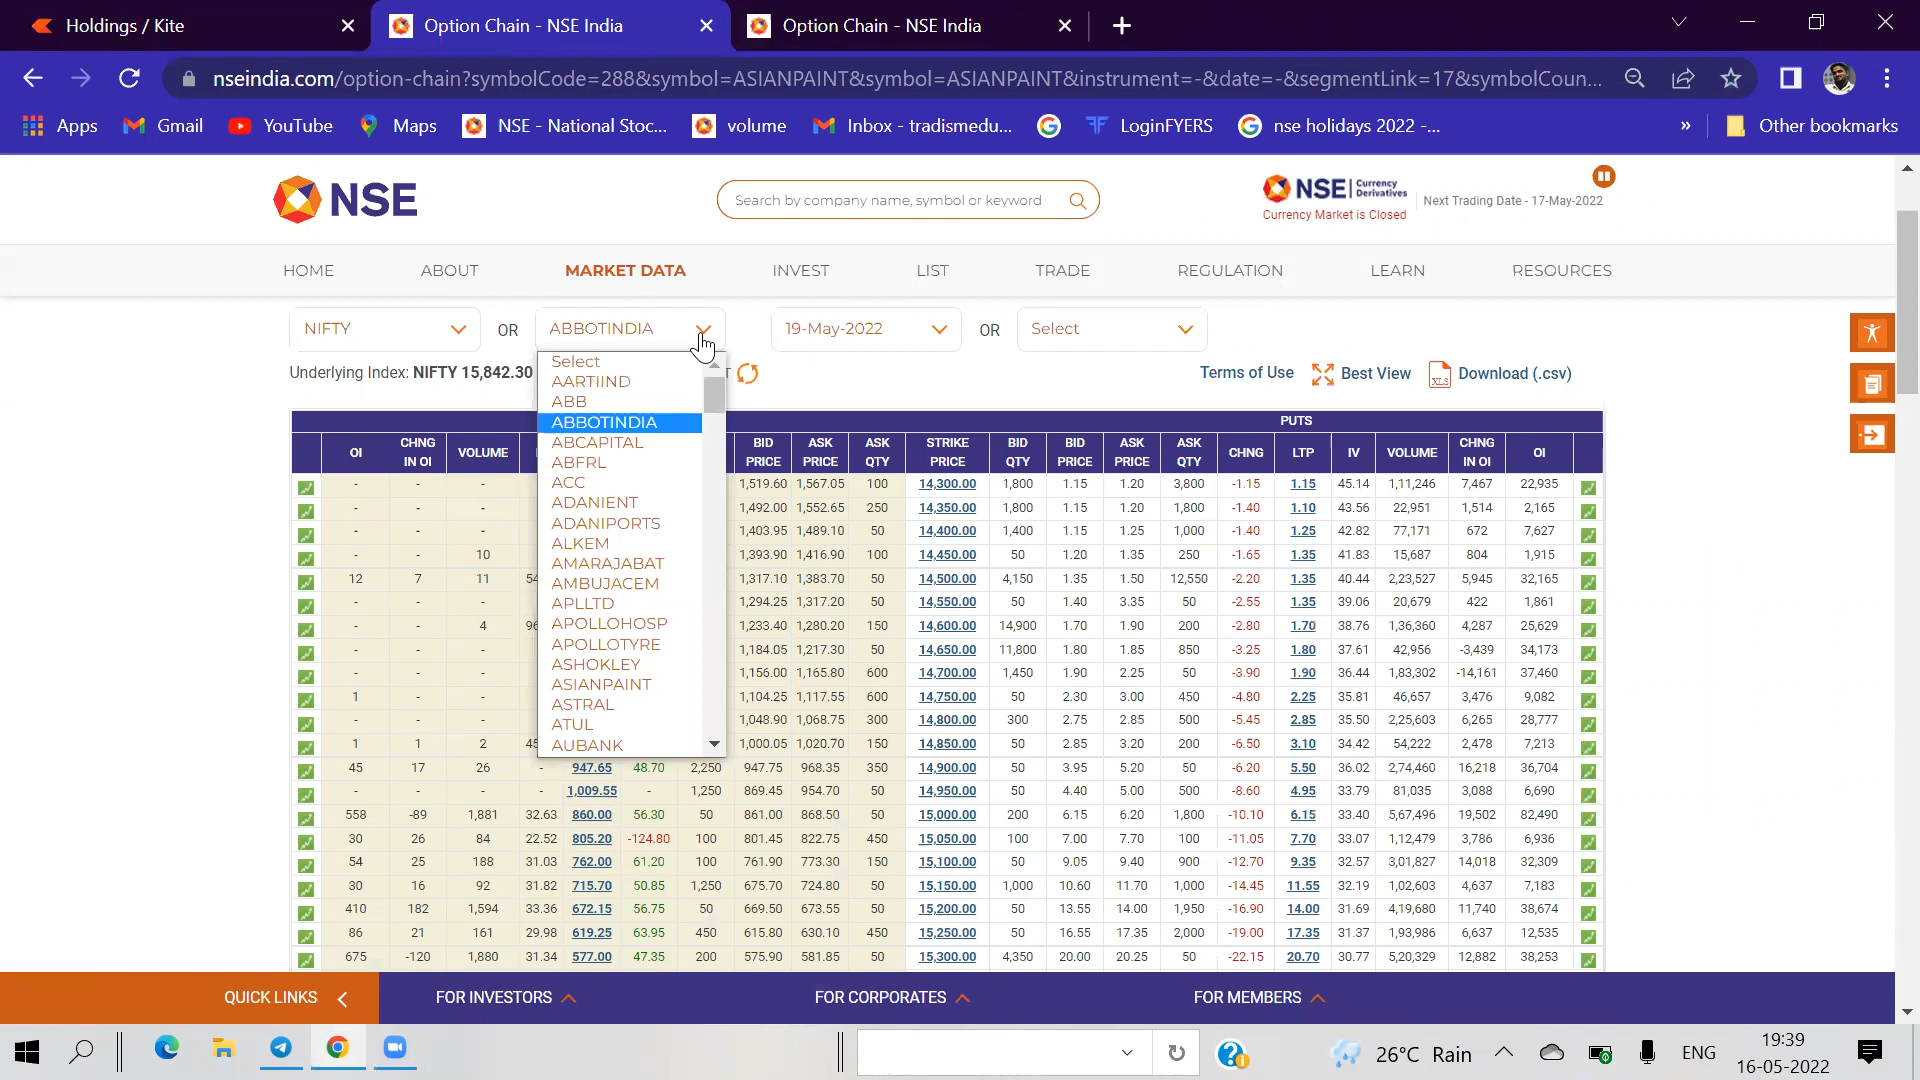 Holdings / Kite
Option Chain - NSE India
Option Chain - NSE India
nseindia.com/option-chain?symbolCode=288&symbol=ASIANPAINT&symbol=ASIANPAINT&instrument=-&date=-&segmentLink=17&symbolCoun...
Apps Gmail YouTube Maps NSE - National Stoc... volume Inbox - tradismedu... LoginFYERS nse holidays 2022 -... » Other bookmarks
NSE
Search by company name, symbol or keyword
NSE Currency Derivatives
Currency Market is Closed
Next Trading Date - 17-May-2022
HOME ABOUT MARKET DATA INVEST LIST TRADE REGULATION LEARN RESOURCES
NIFTY OR ABBOTINDIA 19-May-2022 OR Select
Underlying Index: NIFTY 15,842.30
Terms of Use Best View XLS Download (.csv)
Select
AARTIIND
ABB
ABBOTINDIA
ABCAPITAL
ABFRL
ACC
ADANIENT
ADANIPORTS
ALKEM
AMARAJABAT
AMBUJACEM
APLLTD
APOLLOHOSP
APOLLOTYRE
ASHOKLEY
ASIANPAINT
ASTRAL
ATUL
AUBANK
PUTS
OI CHNG IN OI VOLUME BID PRICE ASK PRICE ASK QTY STRIKE PRICE BID QTY BID PRICE ASK PRICE ASK QTY CHNG LTP IV VOLUME CHNG IN OI OI
- - - 1,519.60 1,567.05 100 14,300.00 1,800 1.15 1.20 3,800 -1.15 1.15 45.14 1,11,246 7,467 22,935
- - - 1,492.00 1,552.65 250 14,350.00 1,800 1.15 1.20 1,800 -1.40 1.10 43.56 22,951 1,514 2,165
- - - 1,403.95 1,489.10 50 14,400.00 1,400 1.15 1.25 1,000 -1.40 1.25 42.82 77,171 672 7,627
- - 10 1,393.90 1,416.90 100 14,450.00 50 1.20 1.35 250 -1.65 1.35 41.83 15,687 804 1,915
12 7 11 54 1,317.10 1,383.70 50 14,500.00 4,150 1.35 1.50 12,550 -2.20 1.35 40.44 2,23,527 5,945 32,165
- - - 1,294.25 1,317.20 50 14,550.00 50 1.40 3.35 50 -2.55 1.35 39.06 20,679 422 1,861
- - 4 96 1,233.40 1,280.20 150 14,600.00 14,900 1.70 1.90 200 -2.80 1.70 38.76 1,36,360 4,287 25,629
- - - 1,184.05 1,217.30 50 14,650.00 11,800 1.80 1.85 850 -3.25 1.80 37.61 42,956 -3,439 34,173
- - - 1,156.00 1,165.80 600 14,700.00 1,450 1.90 2.25 50 -3.90 1.90 36.44 1,83,302 -14,161 37,460
1 - - 1,104.25 1,117.55 600 14,750.00 50 2.30 3.00 450 -4.80 2.25 35.81 46,657 3,476 9,082
- - - 1,048.90 1,068.75 300 14,800.00 300 2.75 2.85 500 -5.45 2.85 35.50 2,25,603 6,265 28,777
1 1 2 45 1,000.05 1,020.70 150 14,850.00 50 2.85 3.20 200 -6.50 3.10 34.42 54,222 2,478 7,213
45 17 26 - 947.65 48.70 2,250 947.75 968.35 350 14,900.00 50 3.95 5.20 50 -6.20 5.50 36.02 2,74,460 16,218 36,704
- - - - 1,009.55 - 1,250 869.45 954.70 50 14,950.00 50 4.40 5.00 500 -8.60 4.95 33.79 81,035 3,088 6,690
558 -89 1,881 32.63 860.00 56.30 50 861.00 868.50 50 15,000.00 200 6.15 6.20 1,800 -10.10 6.15 33.40 5,67,496 19,502 82,490
30 26 84 22.52 805.20 -124.80 100 801.45 822.75 450 15,050.00 100 7.00 7.70 100 -11.05 7.70 33.07 1,12,479 3,786 6,936
54 25 188 31.03 762.00 61.20 100 761.90 773.30 150 15,100.00 50 9.05 9.40 900 -12.70 9.35 32.57 3,01,827 14,018 32,309
30 16 92 31.82 715.70 50.85 1,250 675.70 724.80 50 15,150.00 1,000 10.60 11.70 1,000 -14.45 11.55 32.19 1,02,603 4,637 7,183
410 182 1,594 33.36 672.15 56.75 50 669.50 673.55 50 15,200.00 50 13.55 14.00 1,950 -16.90 14.00 31.69 4,19,680 11,740 38,674
86 21 161 29.98 619.25 63.95 450 615.80 630.10 450 15,250.00 50 16.55 17.35 2,000 -19.00 17.35 31.37 1,93,986 6,637 12,535
675 -120 1,880 31.34 577.00 47.35 200 575.90 581.85 50 15,300.00 4,350 20.00 20.25 50 -22.15 20.70 30.77 5,20,329 12,882 38,253
QUICK LINKS FOR INVESTORS FOR CORPORATES FOR MEMBERS
26°C Rain ENG 19:39
16-05-2022